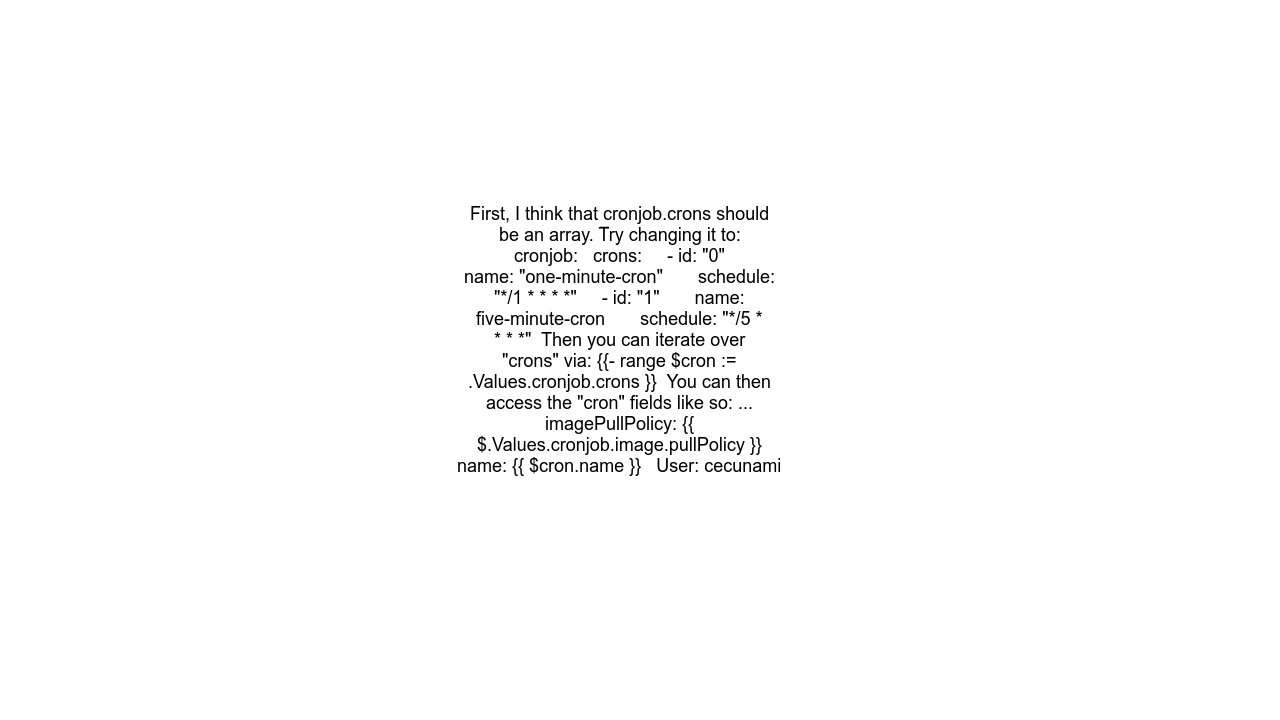 First, I think that cronjob.crons should
be an array. Try changing it to:
cronjob:   crons:     - id: "0"
name: "one-minute-cron"       schedule:
"*/1 * * * *"     - id: "1"       name:
five-minute-cron       schedule: "*/5 *
* * *"  Then you can iterate over
"crons" via: {{- range $cron :=
.Values.cronjob.crons }}  You can then
access the "cron" fields like so: ...
imagePullPolicy: {{
$.Values.cronjob.image.pullPolicy }}
name: {{ $cron.name }}   User: cecunami